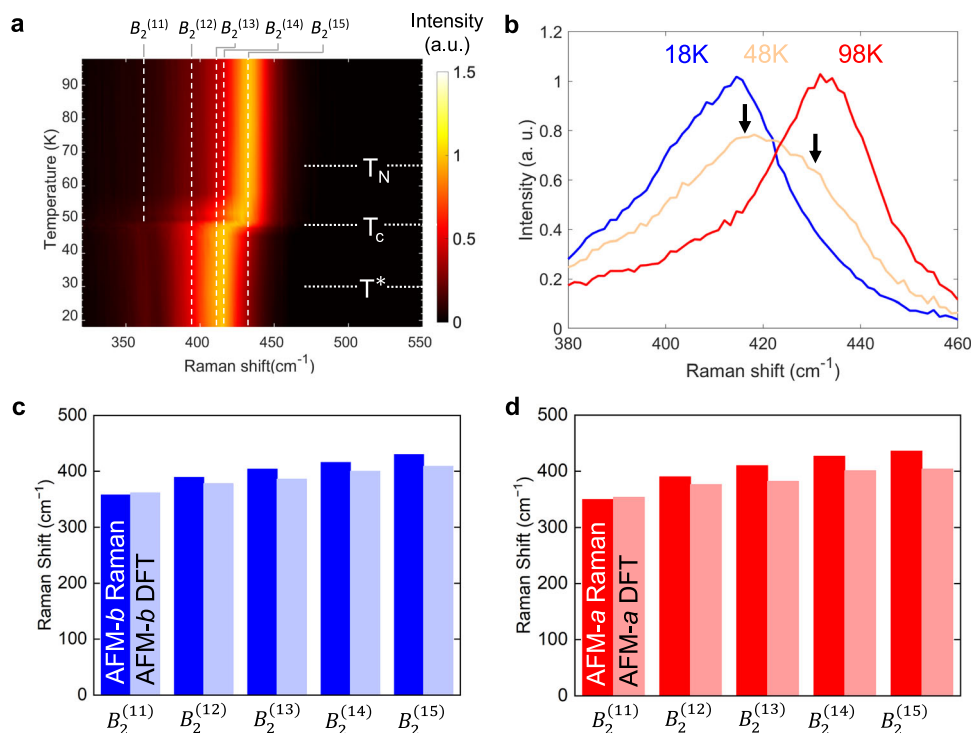 a
B₂⁽¹¹⁾ B₂⁽¹²⁾ B₂⁽¹³⁾ B₂⁽¹⁴⁾ B₂⁽¹⁵⁾
Intensity
(a.u.)
90
80
70
60
50
40
30
20
Temperature (K)
T_N
T_c
T*
1.5
1
0.5
0
350 400 450 500 550
Raman shift(cm⁻¹)
b
18K 48K 98K
1.2
1
0.8
0.6
0.4
0.2
0
Intensity (a. u.)
380 400 420 440 460
Raman shift (cm⁻¹)
c
500
400
300
200
100
0
Raman Shift (cm⁻¹)
AFM-b Raman
AFM-b DFT
B₂⁽¹¹⁾ B₂⁽¹²⁾ B₂⁽¹³⁾ B₂⁽¹⁴⁾ B₂⁽¹⁵⁾
d
500
400
300
200
100
0
Raman Shift (cm⁻¹)
AFM-a Raman
AFM-a DFT
B₂⁽¹¹⁾ B₂⁽¹²⁾ B₂⁽¹³⁾ B₂⁽¹⁴⁾ B₂⁽¹⁵⁾